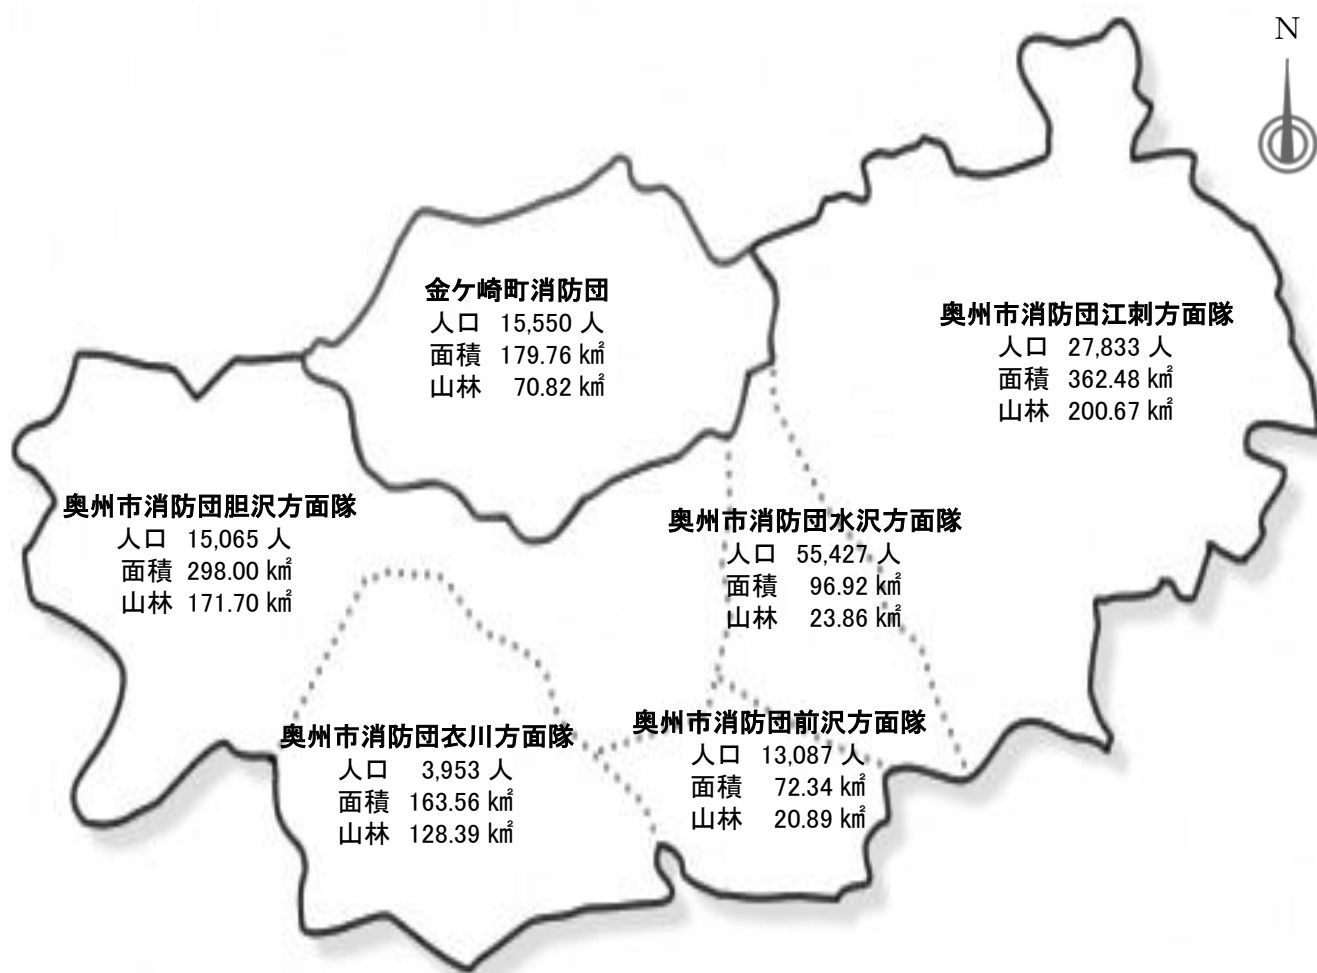 N
金ケ崎町消防団
人口 15,550 人
面積 179.76 ㎢
山林 70.82 ㎢
奥州市消防団江刺方面隊
人口 27,833 人
面積 362.48 ㎢
山林 200.67 ㎢
奥州市消防団胆沢方面隊
人口 15,065 人
面積 298.00 ㎢
山林 171.70 ㎢
奥州市消防団水沢方面隊
人口 55,427 人
面積 96.92 ㎢
山林 23.86 ㎢
奥州市消防団衣川方面隊
人口 3,953 人
面積 163.56 ㎢
山林 128.39 ㎢
奥州市消防団前沢方面隊
人口 13,087 人
面積 72.34 ㎢
山林 20.89 ㎢